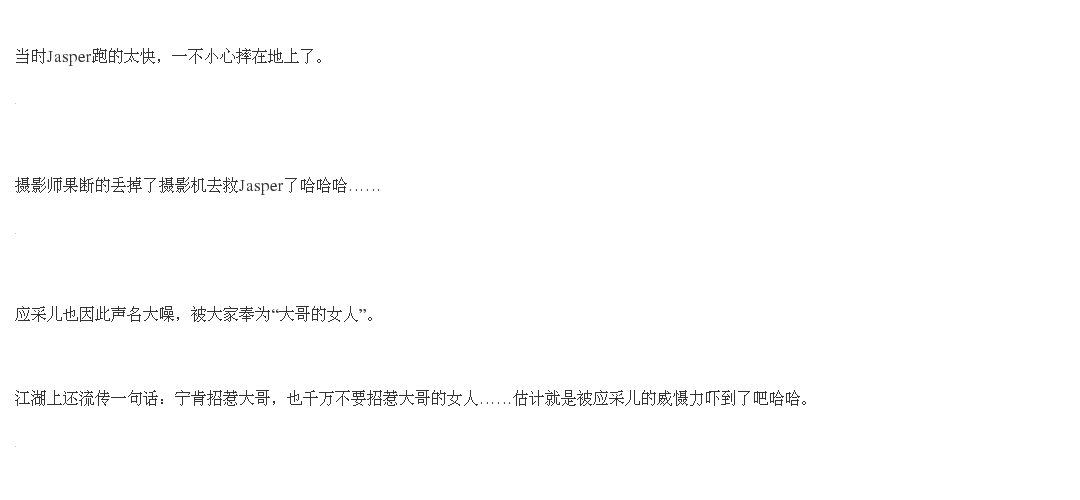 当时Jasper跑的太快，一不小心摔在地上了。
摄影师果断的丢掉了摄影机去救Jasper了哈哈哈……
应采儿也因此声名大噪，被大家奉为“大哥的女人”。
江湖上还流传一句话：宁肯招惹大哥，也千万不要招惹大哥的女人……估计就是被应采儿的威慑力吓到了吧哈哈。